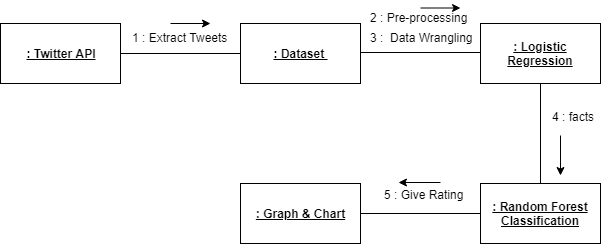 2 : Pre-processing
1 : Extract Tweets
3 :  Data Wrangling
: Twitter API
: Dataset
: Logistic
Regression
4 : facts
5 : Give Rating
: Graph & Chart
: Random Forest
Classification